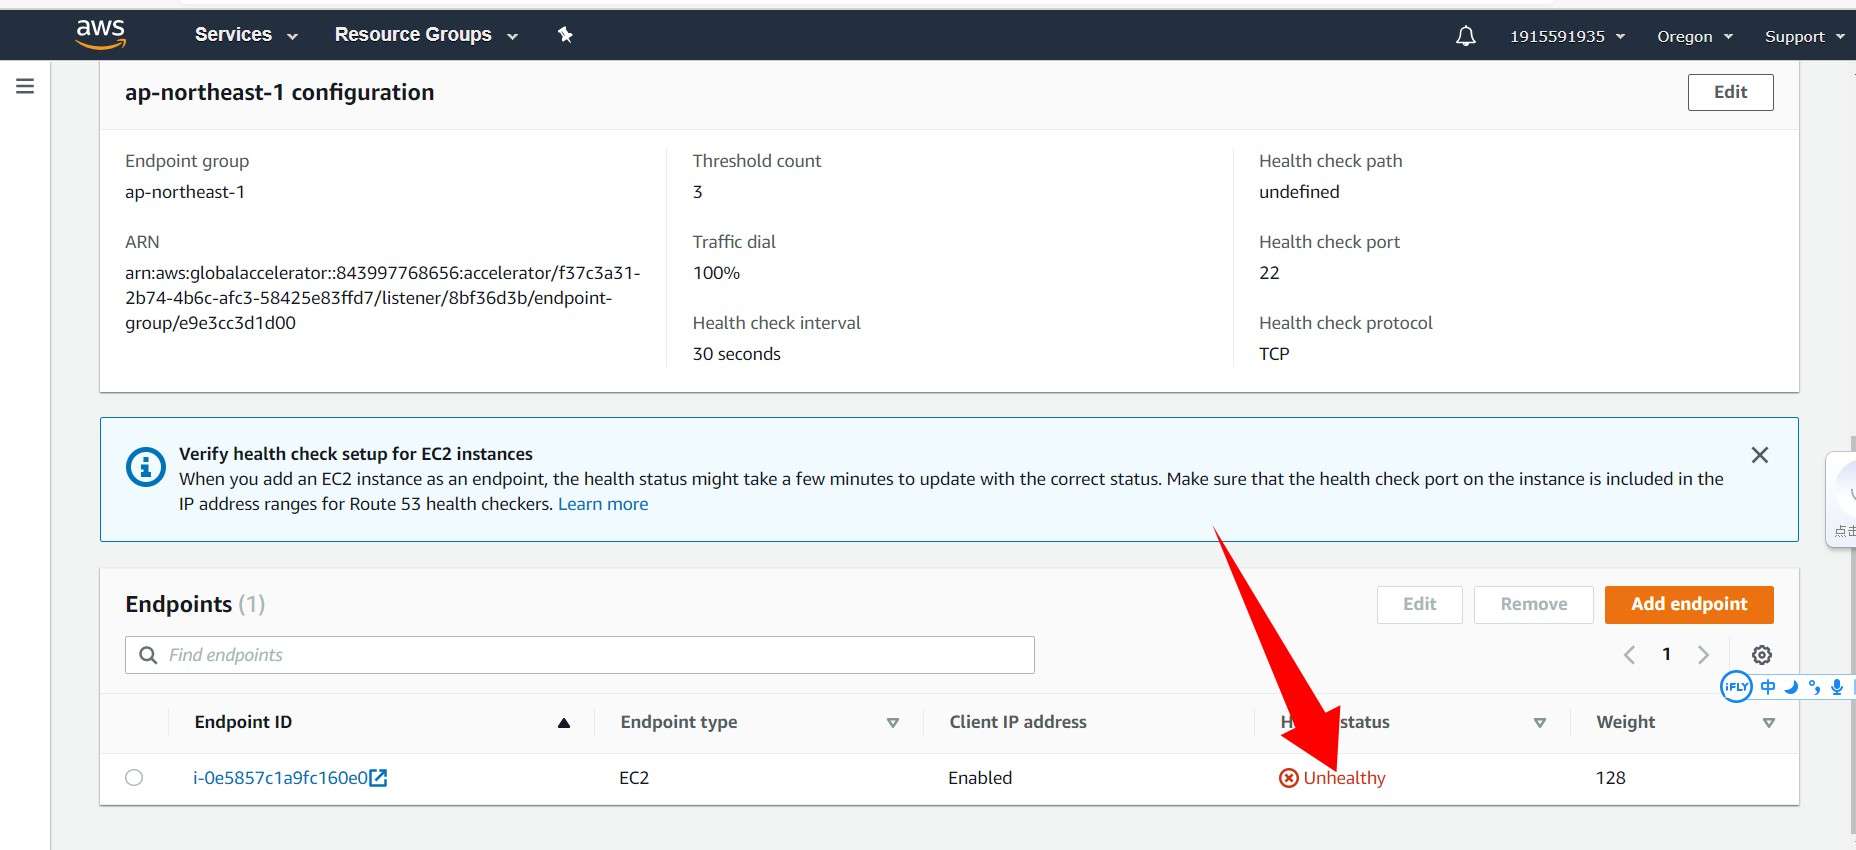 aws Services Resource Groups 1915591935 Oregon Support
ap-northeast-1 configuration
Edit
Endpoint group
ap-northeast-1
ARN
arn:aws:globalaccelerator::843997768656:accelerator/f37c3a31-
2b74-4b6c-afc3-58425e83ffd7/listener/8bf36d3b/endpoint-
group/e9e3cc3d1d00
Threshold count
3
Traffic dial
100%
Health check interval
30 seconds
Health check path
undefined
Health check port
22
Health check protocol
TCP
Verify health check setup for EC2 instances
When you add an EC2 instance as an endpoint, the health status might take a few minutes to update with the correct status. Make sure that the health check port on the instance is included in the
IP address ranges for Route 53 health checkers. Learn more
点击
Endpoints (1)
Edit Remove Add endpoint
Find endpoints
1
iFLY 中
Endpoint ID Endpoint type Client IP address status Weight
i-0e5857c1a9fc160e0 EC2 Enabled Unhealthy 128